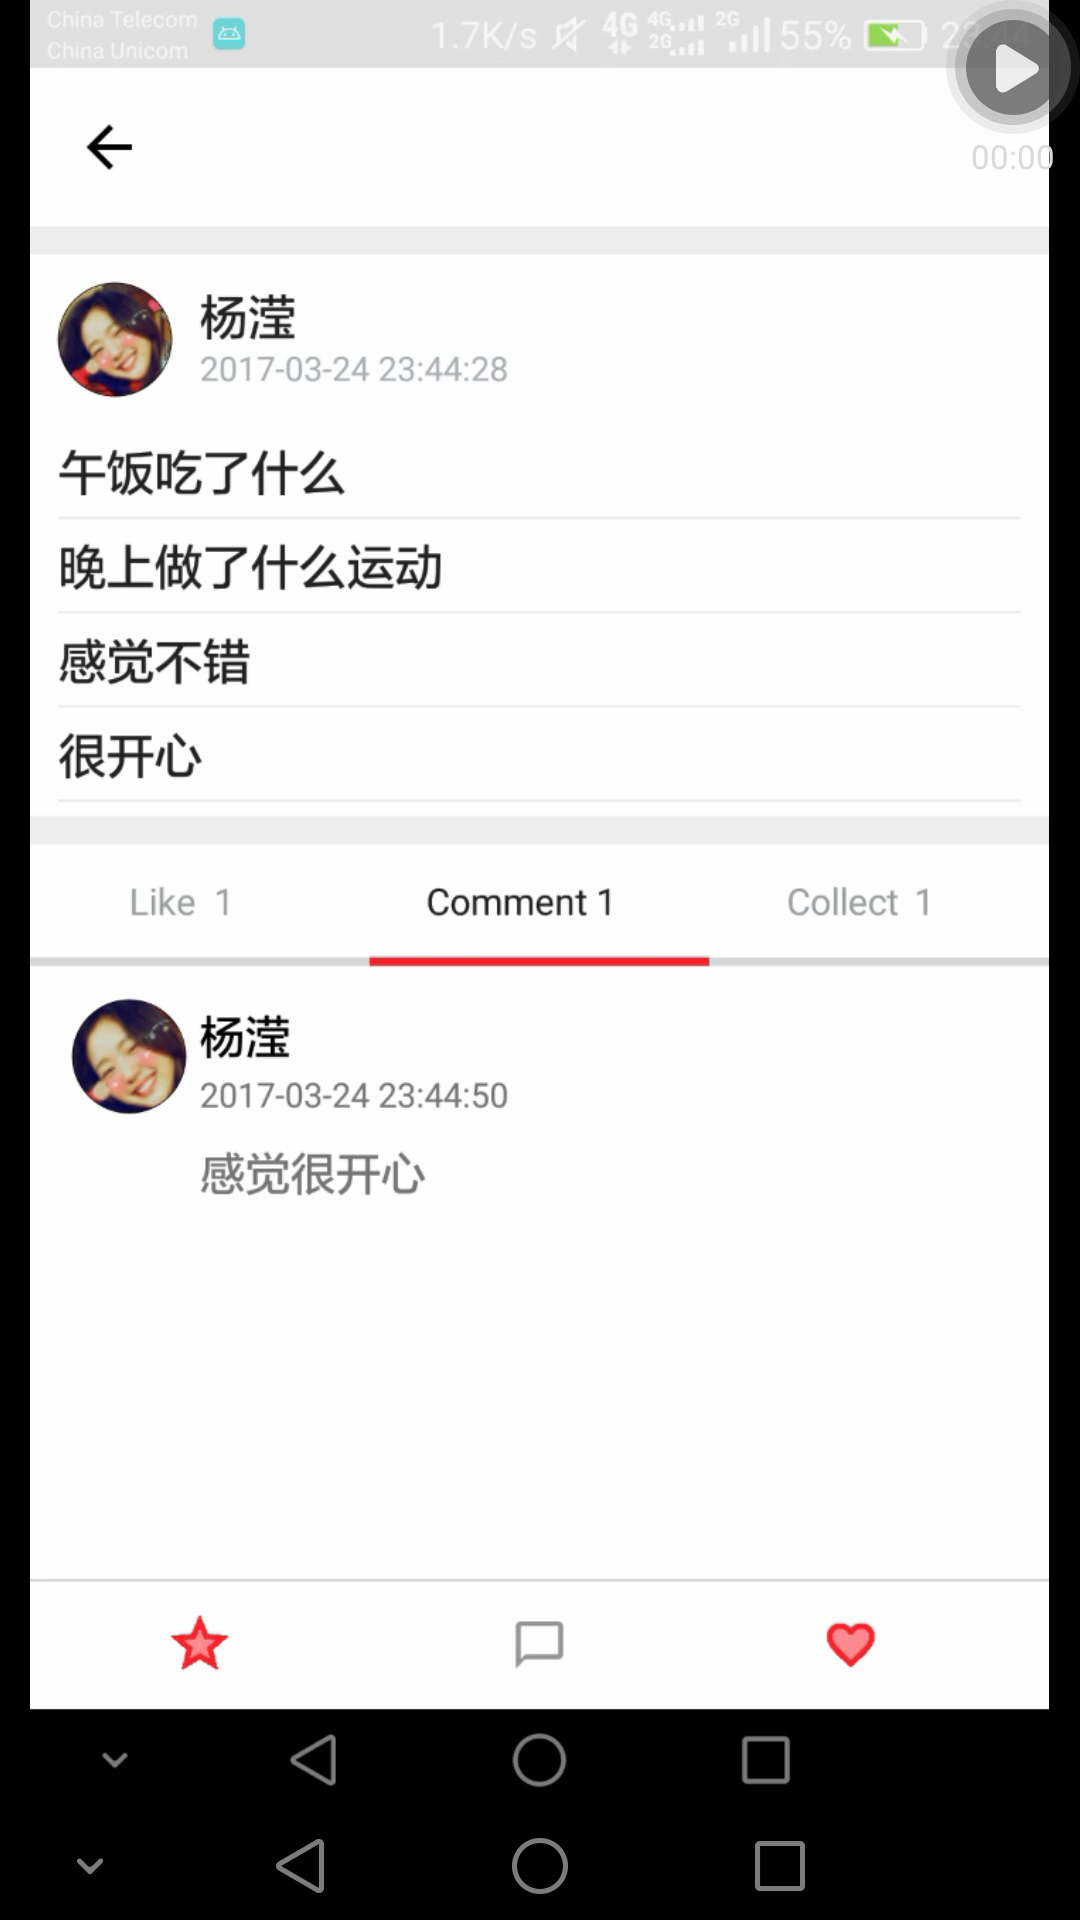 China Telecom
China Unicom
1.7K/s 4G 4G 2G 2G 55%
00:00
杨滢
2017-03-24 23:44:28
午饭吃了什么
晚上做了什么运动
感觉不错
很开心
Like 1 Comment 1 Collect 1
杨滢
2017-03-24 23:44:50
感觉很开心